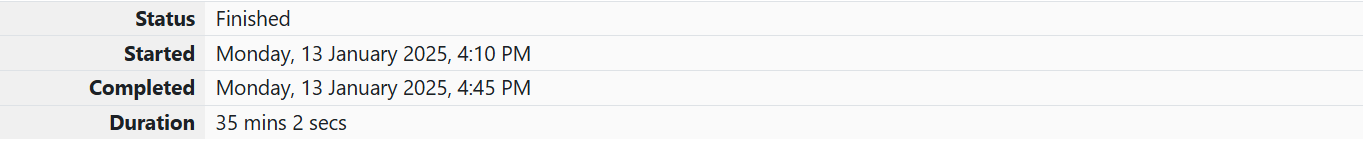 Status Finished
Started Monday, 13 January 2025, 4:10 PM
Completed Monday, 13 January 2025, 4:45 PM
Duration 35 mins 2 secs